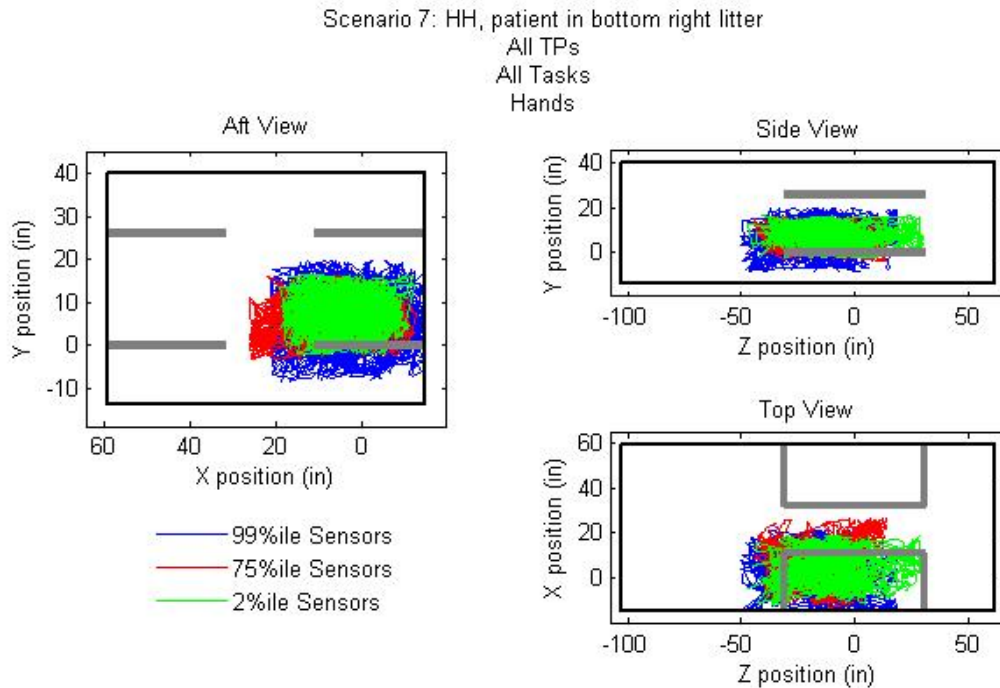 Scenario 7: HH, patient in bottom right litter
All TPs
All Tasks
Hands
Aft View
40
30
20
10
0
-10
Y position (in)
60 40 20 0
X position (in)
Side View
40
20
0
Y position (in)
-100 -50 0 50
Z position (in)
Top View
60
40
20
0
X position (in)
-100 -50 0 50
Z position (in)
99%ile Sensors
75%ile Sensors
2%ile Sensors